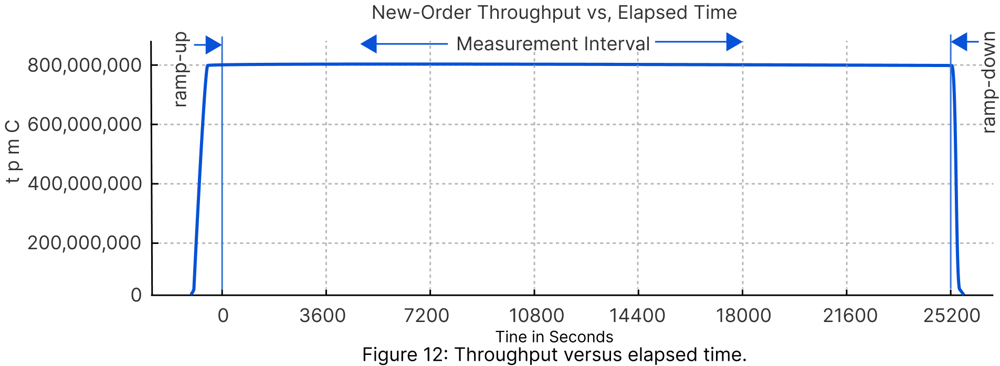 New-Order Throughput vs, Elapsed Time
ramp-up
Measurement Interval
ramp-down
t p m C
800,000,000
600,000,000
400,000,000
200,000,000
0
0 3600 7200 10800 14400 18000 21600 25200
Tine in Seconds
Figure 12: Throughput versus elapsed time.